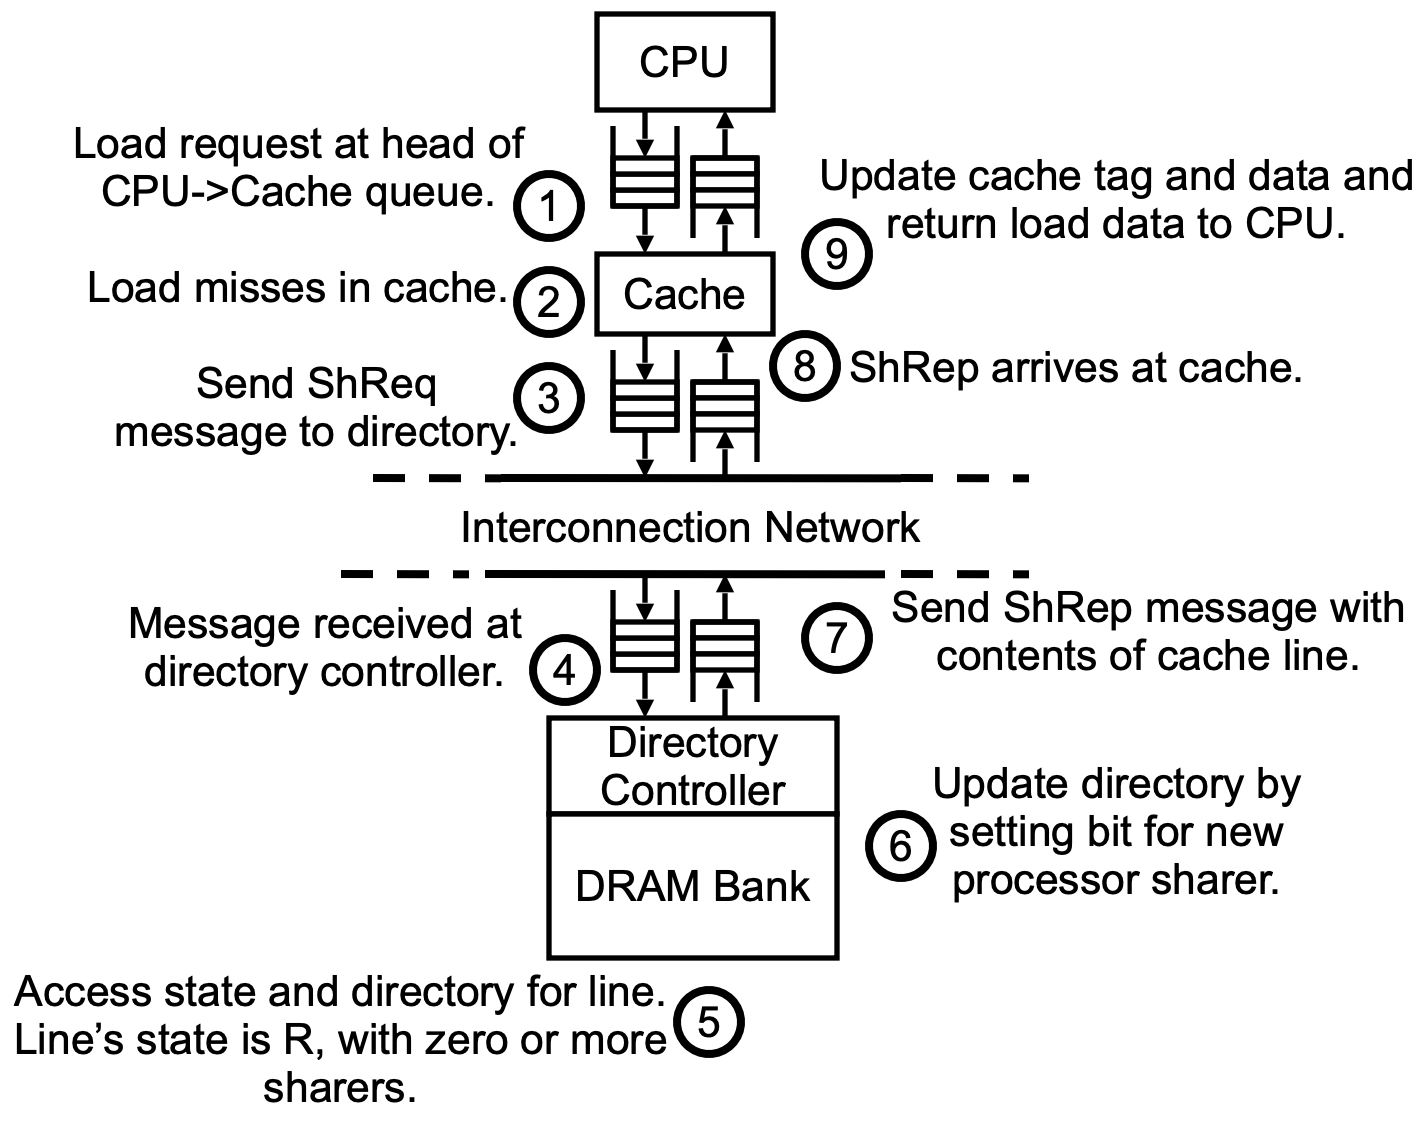 CPU
Load request at head of
CPU->Cache queue.
1
Update cache tag and data and
return load data to CPU.
9
Load misses in cache.
2
Cache
Send ShReq
message to directory.
3
8
ShRep arrives at cache.
Interconnection Network
Message received at
directory controller.
4
7
Send ShRep message with
contents of cache line.
Directory
Controller
DRAM Bank
6
Update directory by
setting bit for new
processor sharer.
Access state and directory for line.
Line’s state is R, with zero or more
sharers.
5